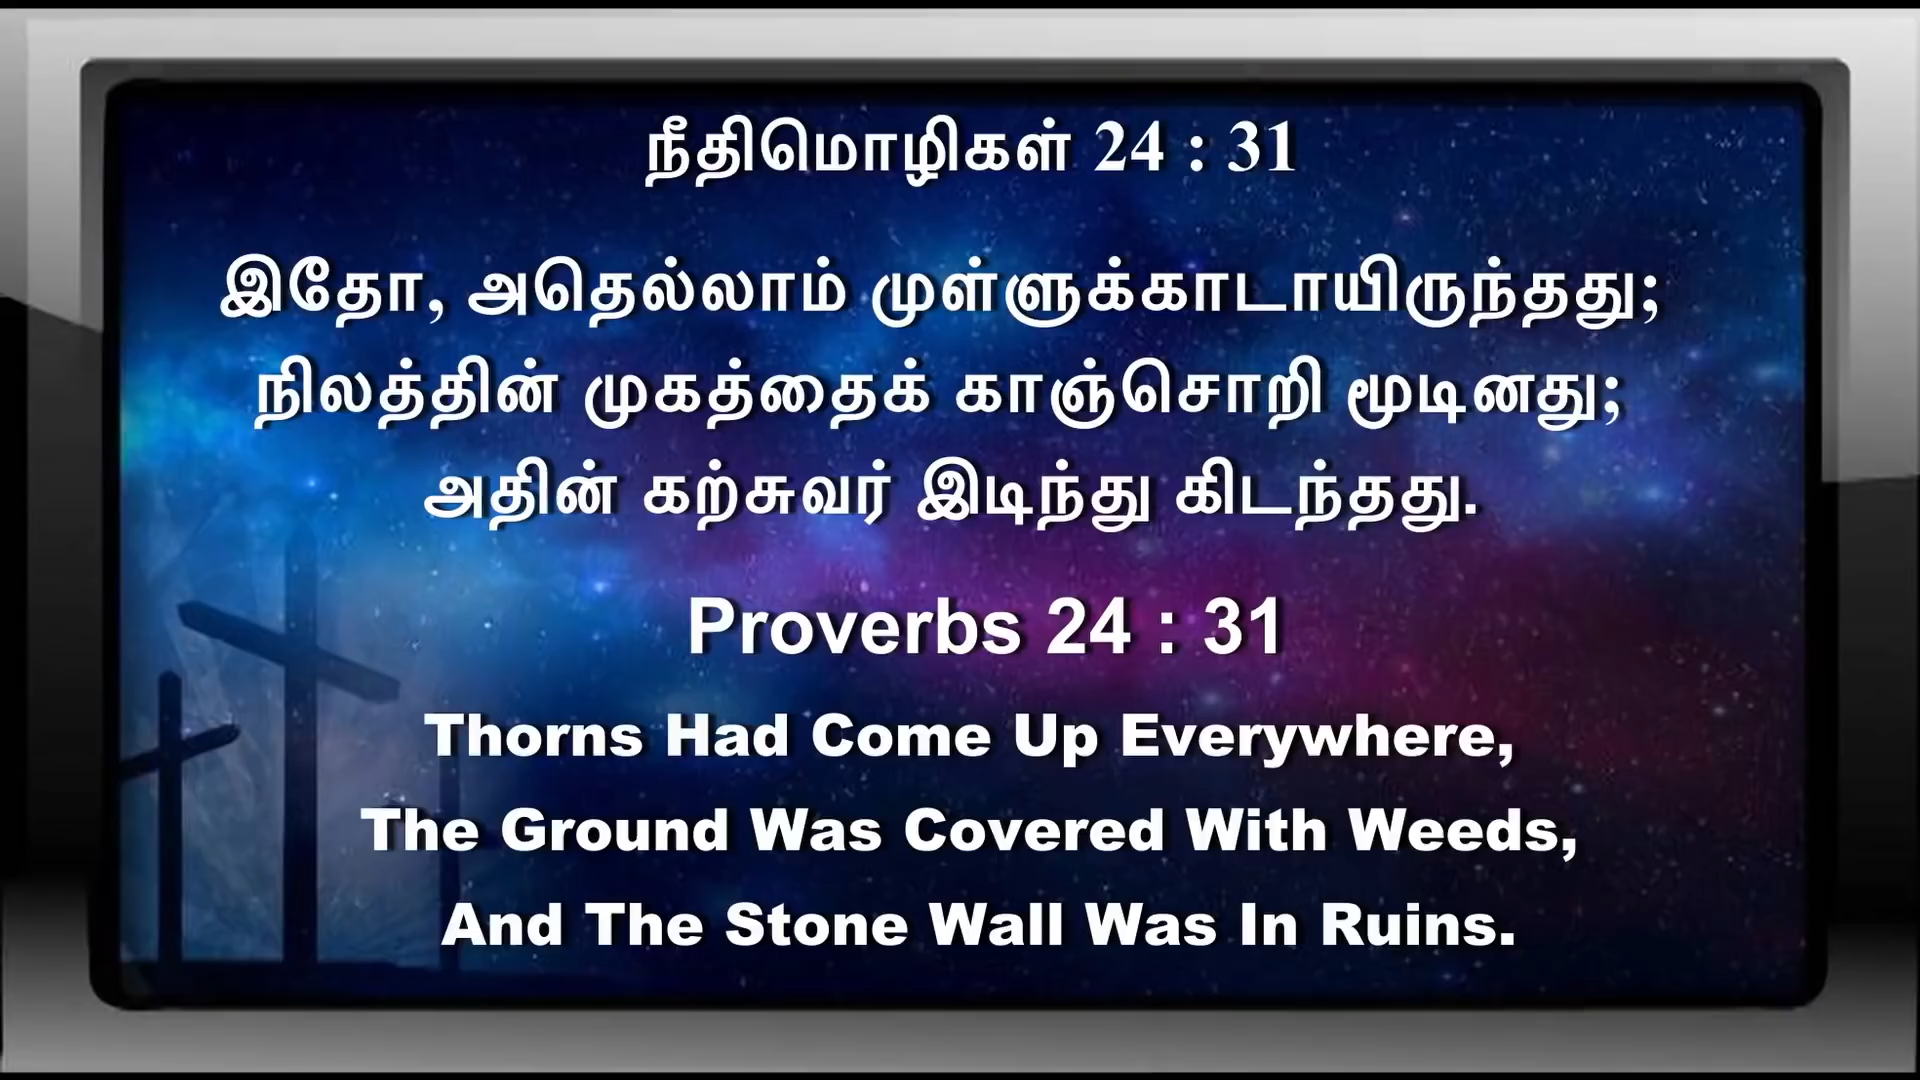 நீதிமொழிகள் 24 : 31
இதோ, அதெல்லாம் முள்ளுக்காடாயிருந்தது;
நிலத்தின் முகத்தைக் காஞ்சொறி மூடினது;
அதின் கற்சுவர் இடிந்து கிடந்தது.
Proverbs 24 : 31
Thorns Had Come Up Everywhere,
The Ground Was Covered With Weeds,
And The Stone Wall Was In Ruins.